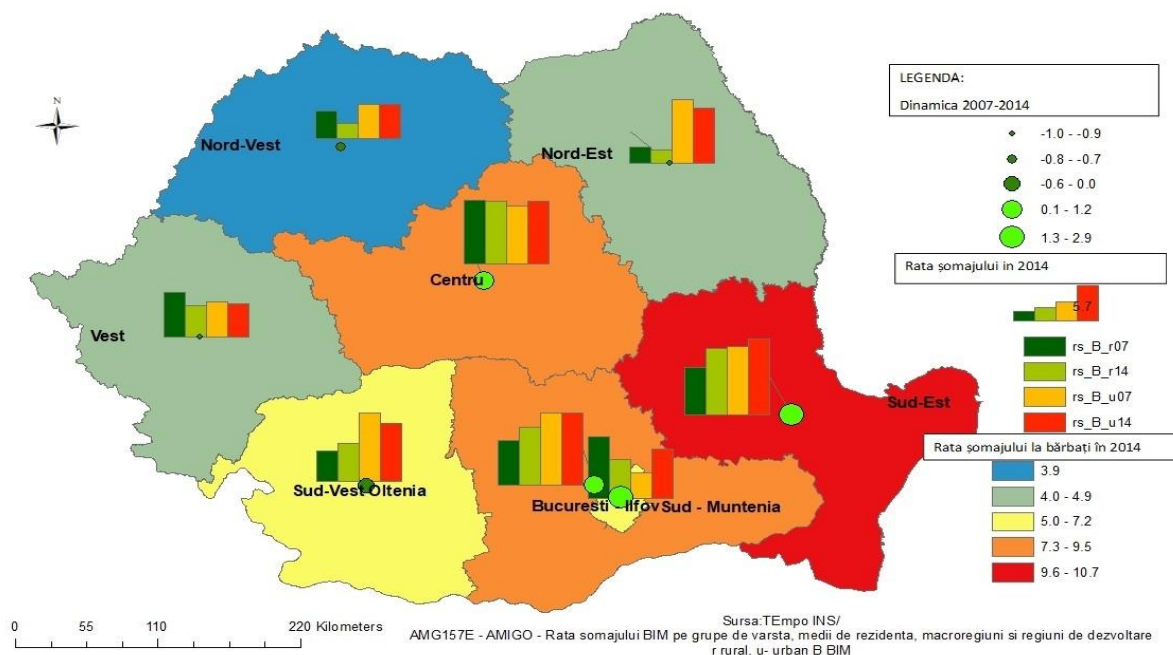 N
Nord-Vest
Nord-Est
Centru
Vest
Sud-Est
Sud-Vest Oltenia
Bucuresti - Ilfov
Sud - Muntenia
LEGENDA:
Dinamica 2007-2014
-1.0 - -0.9
-0.8 - -0.7
-0.6 - 0.0
0.1 - 1.2
1.3 - 2.9
Rata șomajului in 2014
5.7
rs_B_r07
rs_B_r14
rs_B_u07
rs_B_u14
Rata șomajului la bărbați în 2014
3.9
4.0 - 4.9
5.0 - 7.2
7.3 - 9.5
9.6 - 10.7
0 55 110 220 Kilometers
Sursa:TEmpo INS/
AMG157E - AMIGO - Rata somajului BIM pe grupe de varsta, medii de rezidenta, macroregiuni si regiuni de dezvoltare
r rural, u- urban B BIM